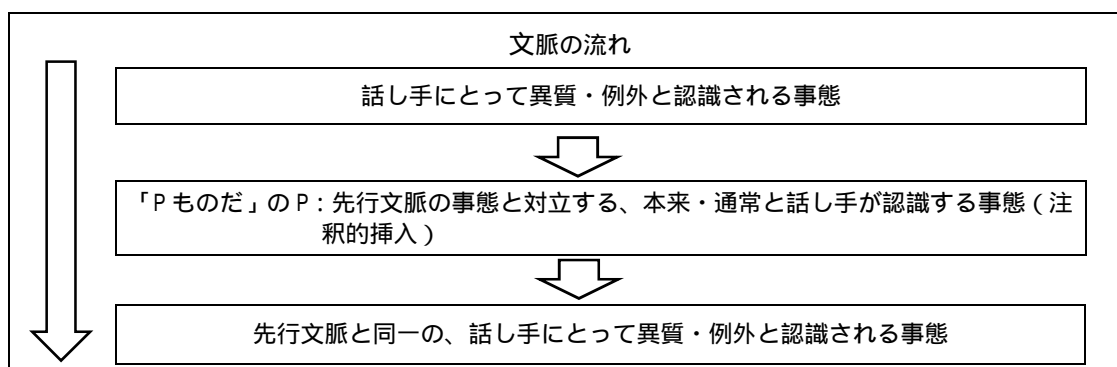 文脈の流れ
話し手にとって異質・例外と認識される事態
「P ものだ」の P：先行文脈の事態と対立する、本来・通常と話し手が認識する事態（注
釈的挿入）
先行文脈と同一の、話し手にとって異質・例外と認識される事態